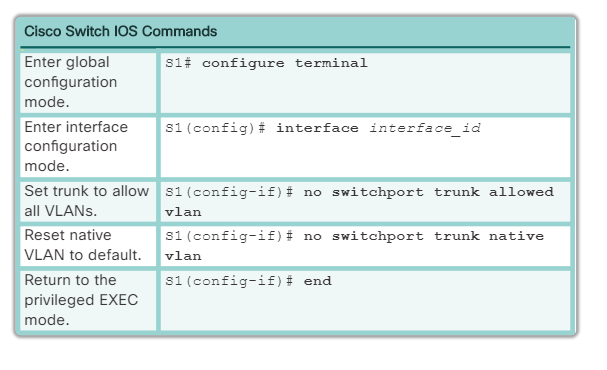 Cisco Switch IOS Commands
Enter global
configuration
mode.
S1# configure terminal
Enter interface
configuration
mode.
S1(config)# interface interface_id
Set trunk to allow
all VLANs.
S1(config-if)# no switchport trunk allowed
vlan
Reset native
VLAN to default.
S1(config-if)# no switchport trunk native
vlan
Return to the
privileged EXEC
mode.
S1(config-if)# end